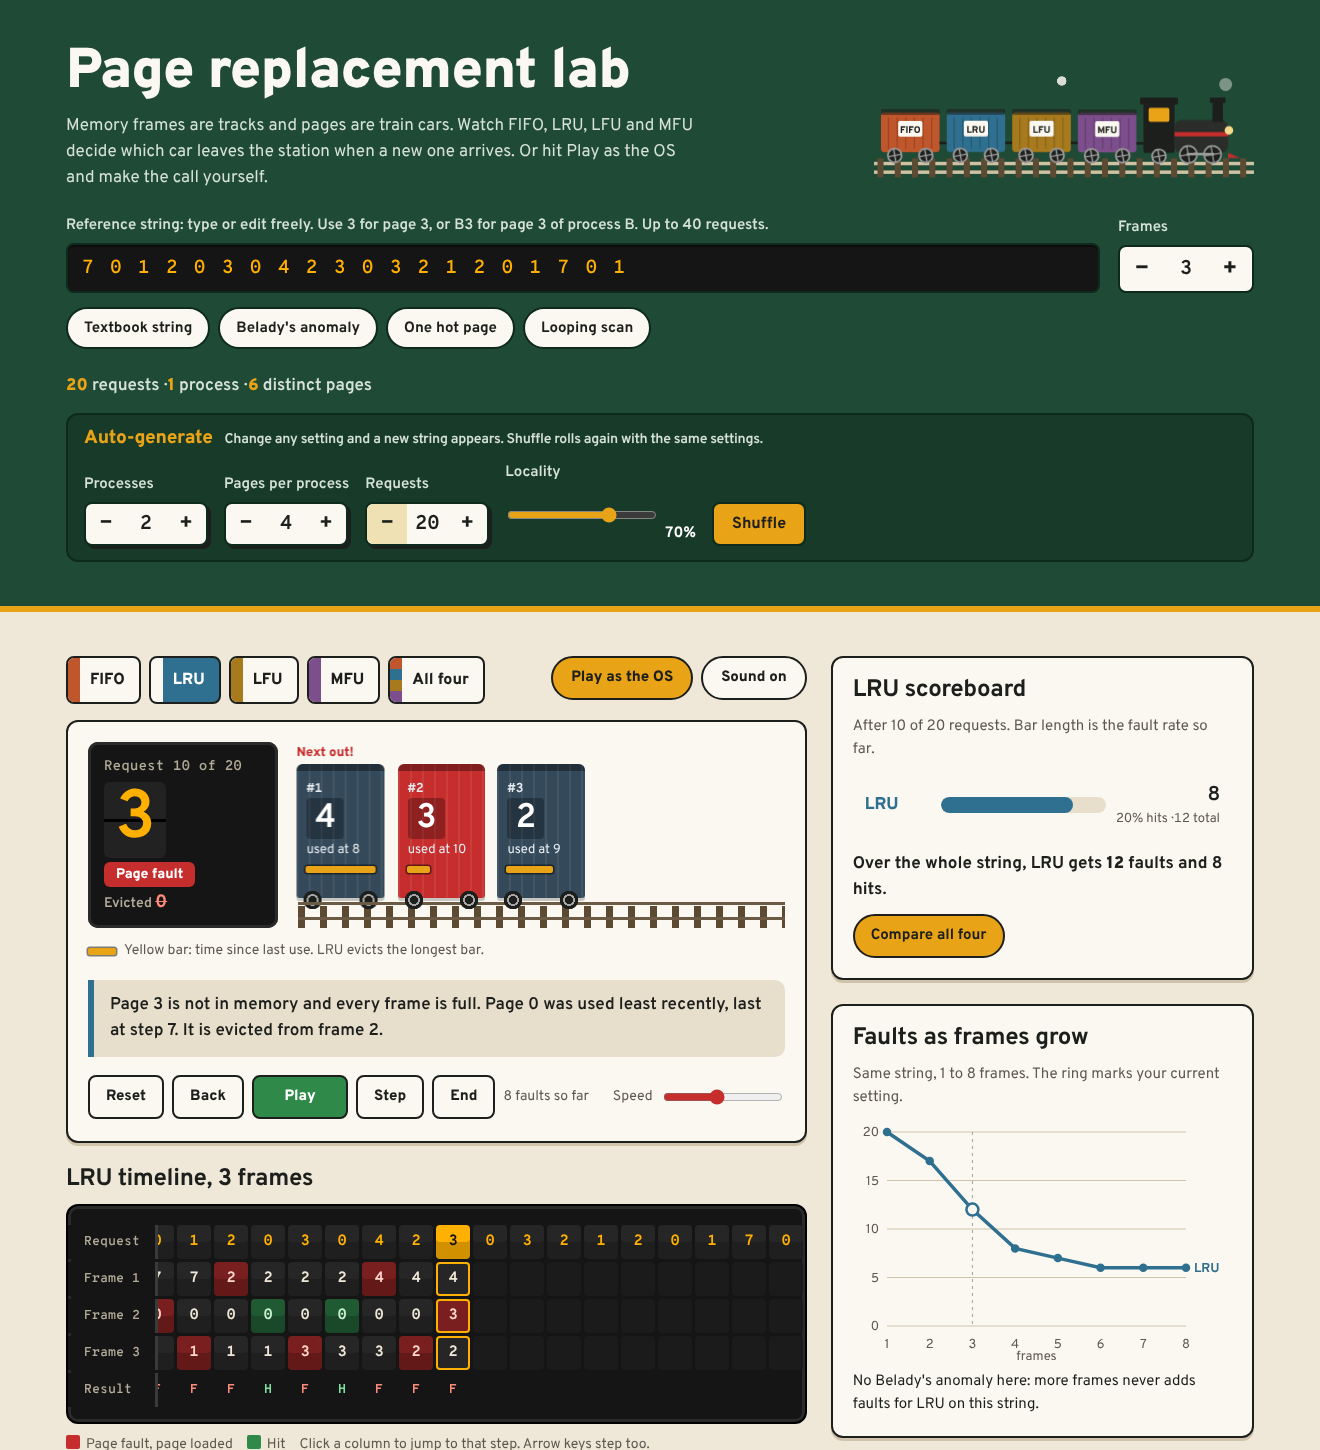 Page replacement lab
Memory frames are tracks and pages are train cars. Watch FIFO, LRU, LFU and MFU
decide which car leaves the station when a new one arrives. Or hit Play as the OS
and make the call yourself.
FIFO LRU LFU MFU
Reference string: type or edit freely. Use 3 for page 3, or B3 for page 3 of process B. Up to 40 requests.
Frames
7 0 1 2 0 3 0 4 2 3 0 3 2 1 2 0 1 7 0 1
− 3 +
Textbook string Belady's anomaly One hot page Looping scan
20 requests ·1 process ·6 distinct pages
Auto-generate Change any setting and a new string appears. Shuffle rolls again with the same settings.
Processes Pages per process Requests Locality
− 2 + − 4 + − 20 + 70% Shuffle
FIFO LRU LFU MFU All four Play as the OS Sound on
Request 10 of 20
3
Page fault
Evicted 0
Next out!
#1 #2 #3
4 3 2
used at 8 used at 10 used at 9
Yellow bar: time since last use. LRU evicts the longest bar.
Page 3 is not in memory and every frame is full. Page 0 was used least recently, last
at step 7. It is evicted from frame 2.
Reset Back Play Step End 8 faults so far Speed
LRU timeline, 3 frames
Request 1 2 0 3 0 4 2 3 0 3 2 1 2 0 1 7 0
Frame 1 7 2 2 2 2 4 4 4
Frame 2 0 0 0 0 0 0 0 3
Frame 3 1 1 1 3 3 3 2 2
Result F F H F H F F F
Page fault, page loaded Hit Click a column to jump to that step. Arrow keys step too.
LRU scoreboard
After 10 of 20 requests. Bar length is the fault rate so
far.
LRU 8
20% hits ·12 total
Over the whole string, LRU gets 12 faults and 8
hits.
Compare all four
Faults as frames grow
Same string, 1 to 8 frames. The ring marks your current
setting.
20
15
10
5
0
LRU
1 2 3 4 5 6 7 8
frames
No Belady's anomaly here: more frames never adds
faults for LRU on this string.